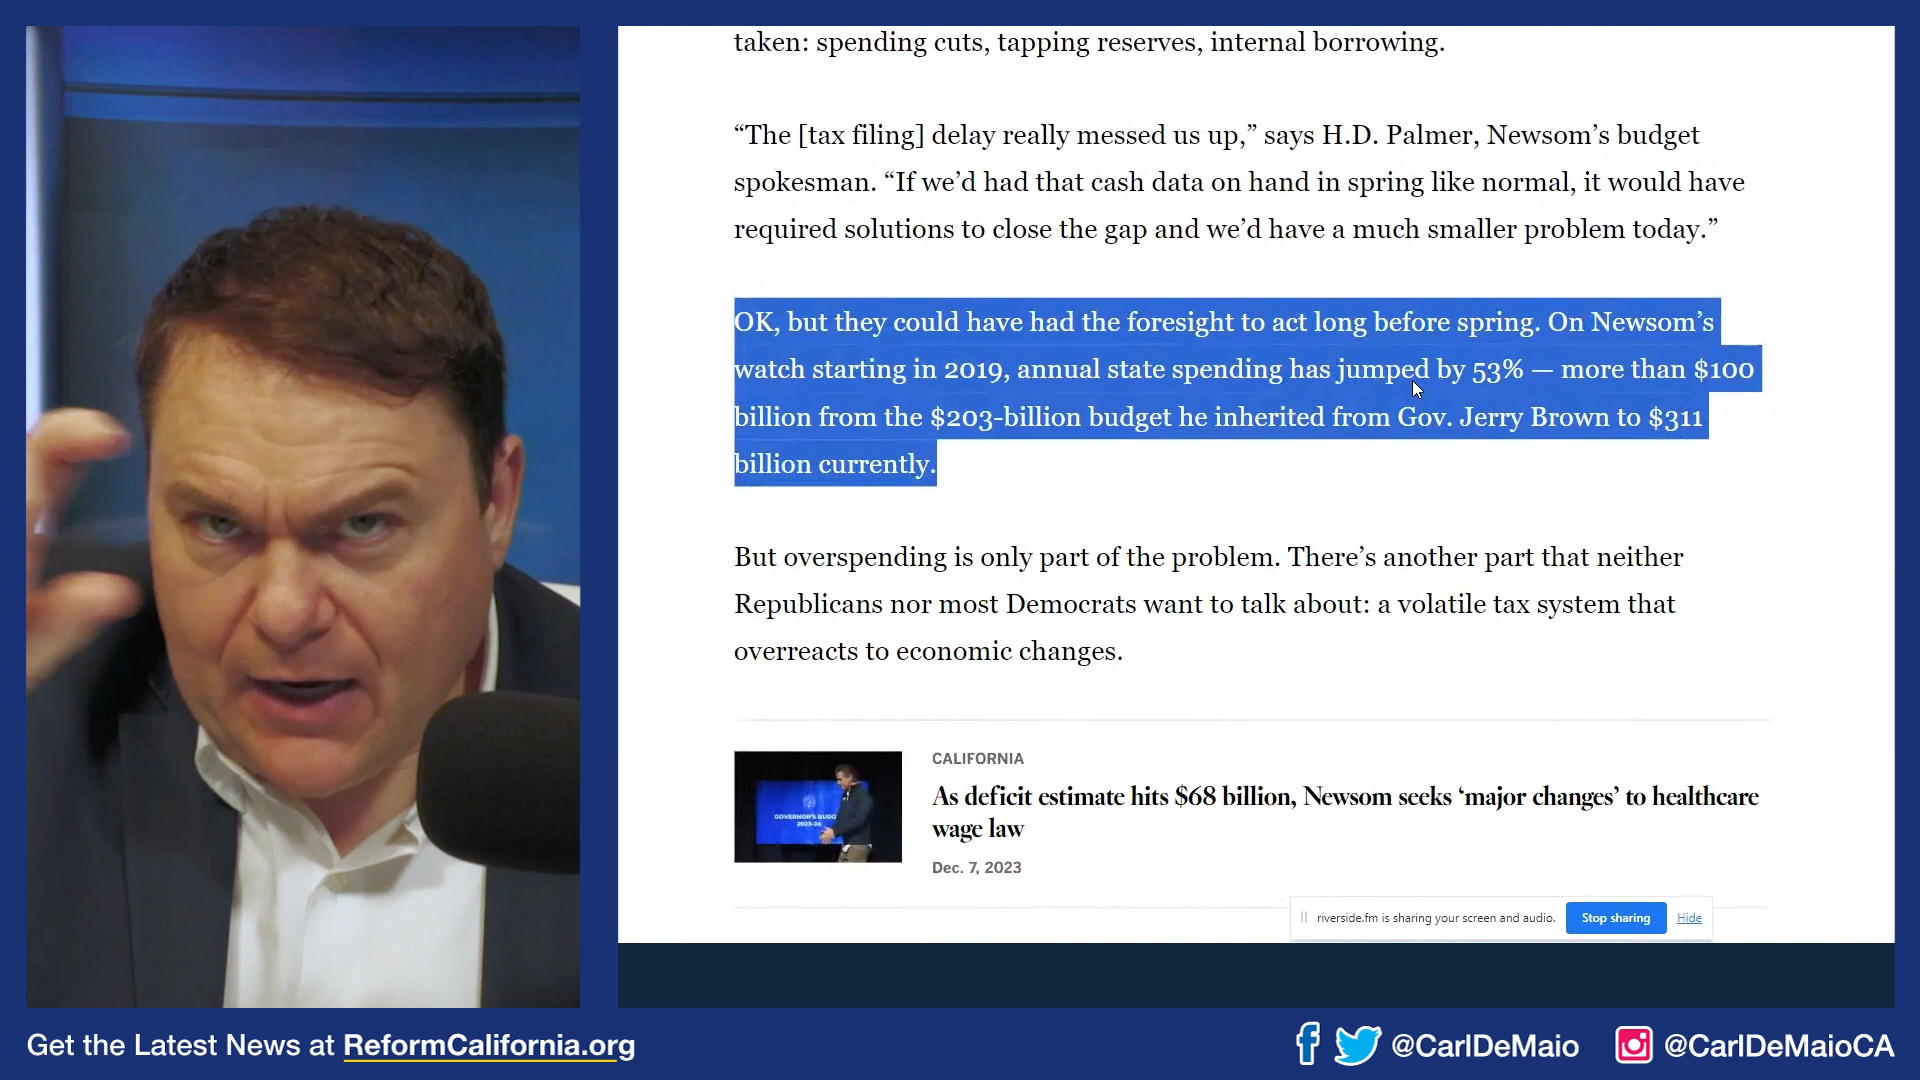 taken: spending cuts, tapping reserves, internal borrowing.
“The [tax filing] delay really messed us up,” says H.D. Palmer, Newsom’s budget
spokesman. “If we’d had that cash data on hand in spring like normal, it would have
required solutions to close the gap and we’d have a much smaller problem today.”
OK, but they could have had the foresight to act long before spring. On Newsom’s
watch starting in 2019, annual state spending has jumped by 53% — more than $100
billion from the $203-billion budget he inherited from Gov. Jerry Brown to $311
billion currently.
But overspending is only part of the problem. There’s another part that neither
Republicans nor most Democrats want to talk about: a volatile tax system that
overreacts to economic changes.
CALIFORNIA
As deficit estimate hits $68 billion, Newsom seeks ‘major changes’ to healthcare
wage law
Dec. 7, 2023
GOVERNOR'S BUDG
2023-24
riverside.fm is sharing your screen and audio.
Stop sharing
Hide
Get the Latest News at ReformCalifornia.org
@CarlDeMaio
@CarlDeMaioCA